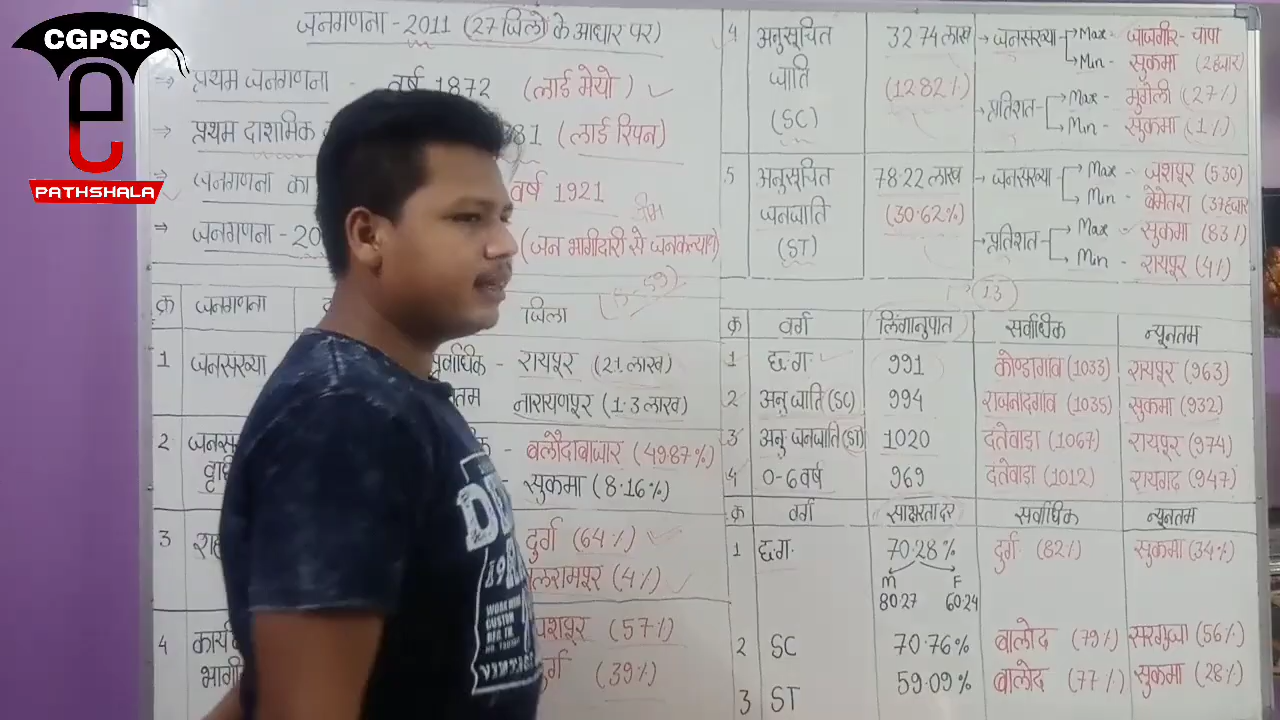 CGPSC
e
PATHSHALA
जनगणना - 2011 (27 जिलों के आधार पर)
→ प्रथम जनगणना - वर्ष 1872 (लार्ड मेयो)
→ प्रथम दाशमिक 81 (लार्ड रिपन)
→ जनगणना का वर्ष 1921
थीम
→ जनगणना - 20 (जन भागीदारी से जनकल्याण)
क्र जनगणना जिला
1 जनसंख्या सर्वाधिक - रायपुर (21 लाख)
नतम नारायणपुर (1.3 लाख)
2 जनसं क - बलौदाबाजार (49.87%)
वृद्धि - सुकमा (8.16%)
3 दुर्ग (64%)
लरामपुर (4%)
4 जशपुर (57%)
भागी र्ग (39%)
4 अनुसूचित 32.74 लाख → जनसंख्या Max - जांजगीर - चांपा
जाति (12.82%) Min - सुकमा (2 हजार)
(SC) → प्रतिशत Max - मुंगेली (27%)
Min - सुकमा (1%)
5 अनुसूचित 78.22 लाख → जनसंख्या Max - जशपुर (5.30)
जनजाति (30.62%) Min - बेमेतरा (37 हजार
(ST) → प्रतिशत Max - सुकमा (83%)
Min - रायपुर (4%)
13
क्र वर्ग लिंगानुपात सर्वाधिक न्यूनतम
1 छ.ग. 991 कोण्डागांव (1033) रायपुर (963)
2 अनु जाति (SC) 994 राजनांदगांव (1035) सुकमा (932)
3 अनु जनजाति (ST) 1020 दंतेवाड़ा (1067) रायपुर (974)
4 0-6 वर्ष 969 दंतेवाड़ा (1012) रायगढ़ (947)
क्र वर्ग साक्षरता दर सर्वाधिक न्यूनतम
1 छ.ग. 70.28% दुर्ग (82%) सुकमा (34%)
M F
80.27 60.24
2 SC 70.76% बालोद (79%) सरगुजा (56%)
3 ST 59.09% बालोद (77%) सुकमा (28%)